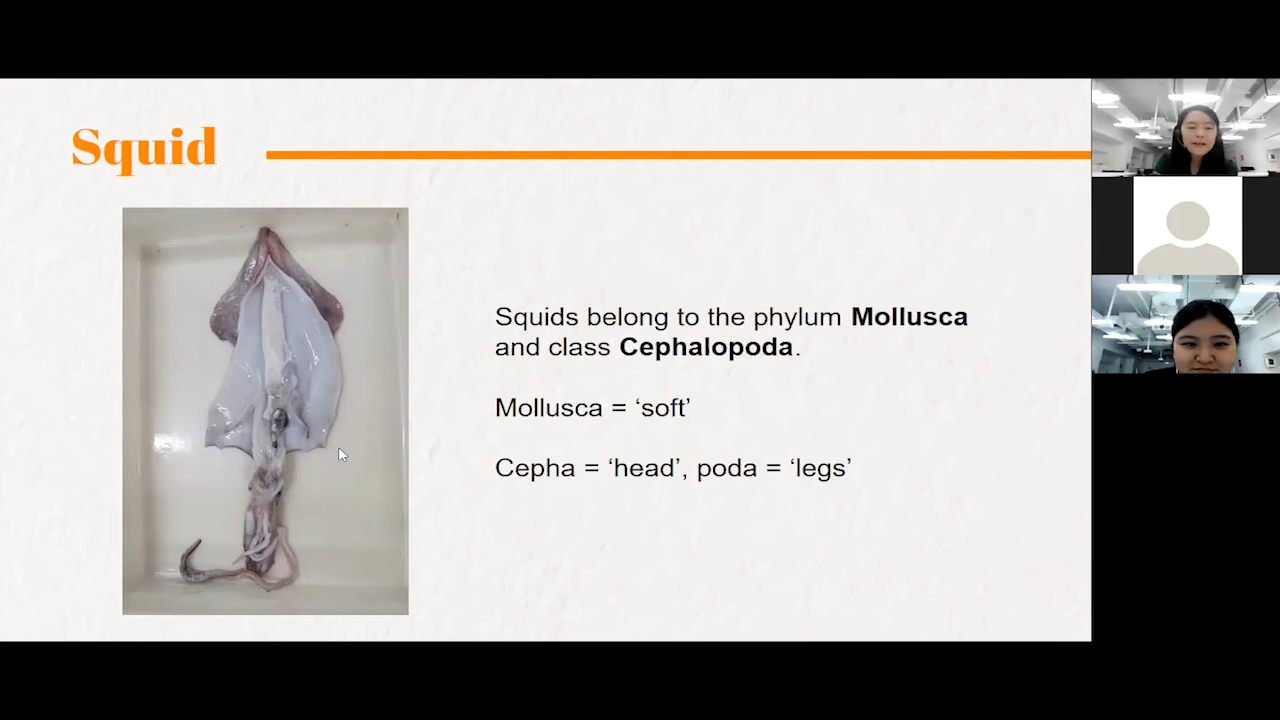 Squid
Squids belong to the phylum Mollusca
and class Cephalopoda.
Mollusca = ‘soft’
Cepha = ‘head’, poda = ‘legs’